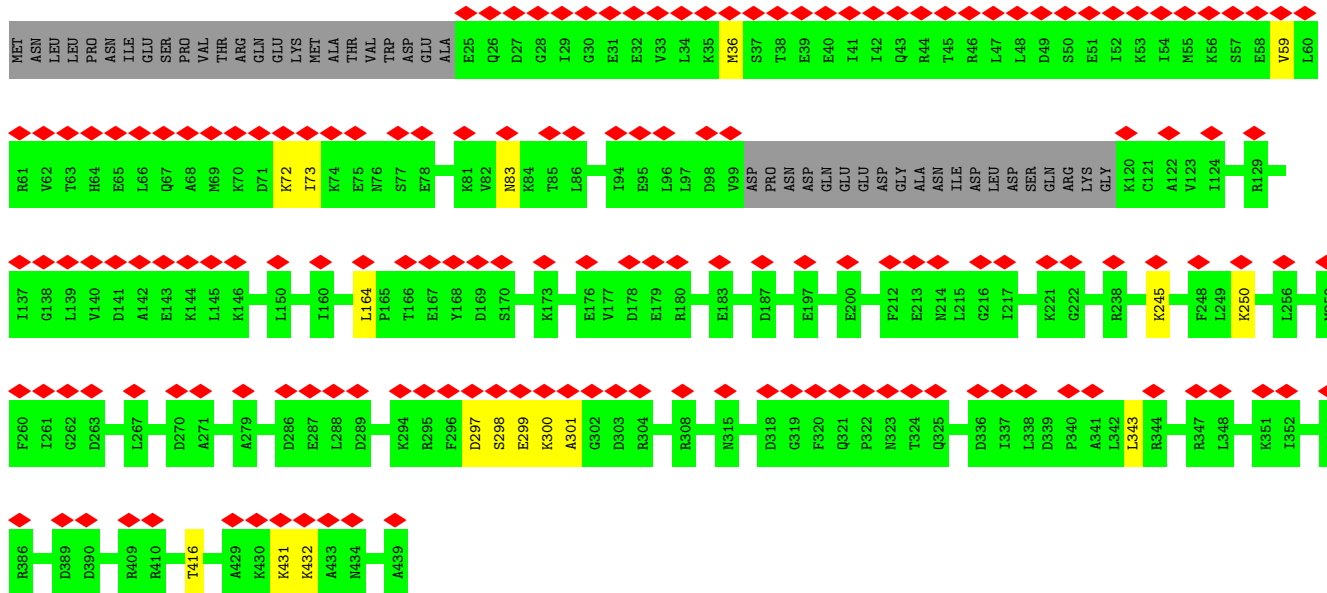 MET ASN LEU LEU PRO ASN ILE GLU SER PRO VAL THR ARG GLN GLU LYS MET ALA THR VAL TRP ASP GLU ALA E25 Q26 D27 G28 I29 G30 E31 E32 V33 L34 K35 M36 S37 T38 E39 E40 I41 I42 Q43 R44 T45 R46 L47 L48 D49 S50 E51 I52 K53 I54 M55 K56 S57 E58 V59 L60
R61 V62 T63 H64 E65 L66 Q67 A68 M69 K70 D71 K72 I73 K74 E75 N76 S77 E78 K81 V82 N83 K84 T85 L86 I94 E95 L96 L97 D98 V99 ASP PRO ASN ASP GLN GLU GLU ASP GLY ALA ASN ILE ASP LEU ASP SER GLN ARG LYS GLY K120 C121 A122 V123 I124 R129
I137 G138 L139 V140 D141 A142 E143 K144 L145 K146 L150 I160 L164 P165 T166 E167 Y168 D169 S170 K173 E176 V177 D178 E179 R180 E183 D187 E197 E200 F212 E213 N214 L215 G216 I217 K221 G222 R238 K245 F248 L249 K250 L256
F260 I261 G262 D263 L267 D270 A271 A279 D286 E287 L288 D289 K294 R295 F296 D297 S298 E299 K300 A301 G302 D303 R304 R308 N315 D318 G319 F320 Q321 P322 N323 T324 Q325 D336 I337 L338 D339 P340 A341 L342 L343 R344 R347 L348 K351 I352
R386 D389 D390 R409 R410 T416 A429 K430 K431 K432 A433 N434 A439